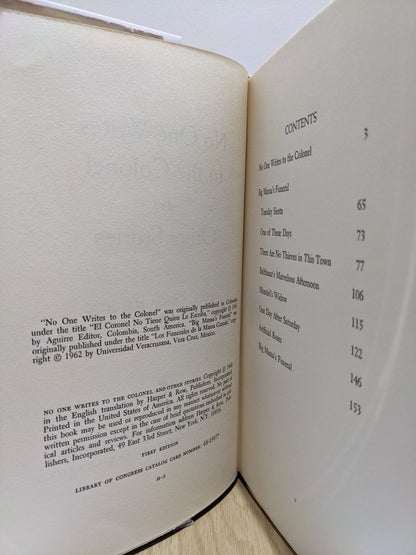 "No One Writes to the Colonel" was originally published in Colombia
under the title "El Coronel No Tiene Quien Le Escriba," copyright ©
by Aguirre Editor, Colombia, South America. "Big Mama's Funeral" was
originally published under the title "Los Funerales de la Mama Grande," copy-
right © 1962 by Universidad Veracruzana, Vera Cruz, Mexico.
NO ONE WRITES TO THE COLONEL AND OTHER STORIES. Copyright © 1968
in the English translation by Harper & Row, Publishers, Incorporated.
Printed in the United States of America. All rights reserved. No part of
this book may be used or reproduced in any manner whatsoever without
written permission except in the case of brief quotations embodied in crit-
ical articles and reviews. For information address Harper & Row, Pub-
lishers, Incorporated, 49 East 33rd Street, New York, N.Y. 10016.
FIRST EDITION
LIBRARY OF CONGRESS CATALOG CARD NUMBER:
H-S
CONTENTS
No One Writes to the Colonel 3
Big Mama's Funeral
Tuesday Siesta 65
One of These Days 73
There Are No Thieves in This Town 77
Balthazar's Marvelous Afternoon 106
Montiel's Widow 115
One Day After Saturday 122
Artificial Roses 146
Big Mama's Funeral 153
v